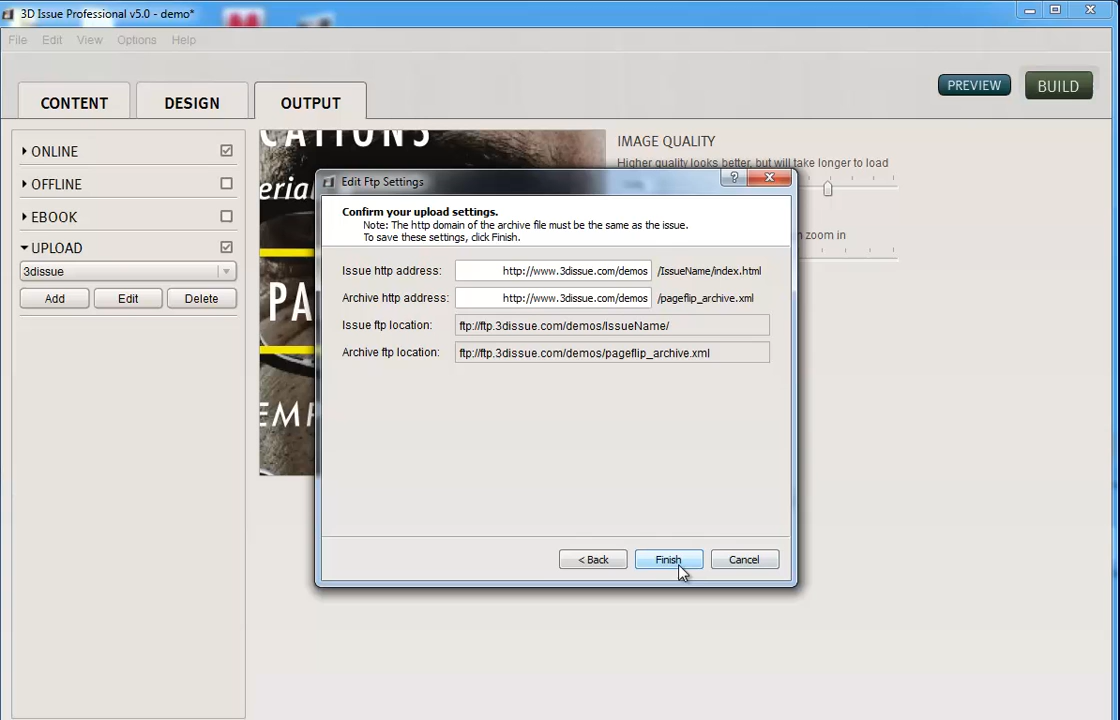 3D Issue Professional v5.0 - demo*
File Edit View Options Help
CONTENT DESIGN OUTPUT PREVIEW BUILD
ONLINE
OFFLINE
EBOOK
UPLOAD
3dissue
Add Edit Delete
CATIONS
erial
PA
EMP
IMAGE QUALITY
Higher quality looks better, but will take longer to load
n zoom in
Edit Ftp Settings
Confirm your upload settings.
Note: The http domain of the archive file must be the same as the issue.
To save these settings, click Finish.
Issue http address: http://www.3dissue.com/demos /IssueName/index.html
Archive http address: http://www.3dissue.com/demos /pageflip_archive.xml
Issue ftp location: ftp://ftp.3dissue.com/demos/IssueName/
Archive ftp location: ftp://ftp.3dissue.com/demos/pageflip_archive.xml
< Back Finish Cancel